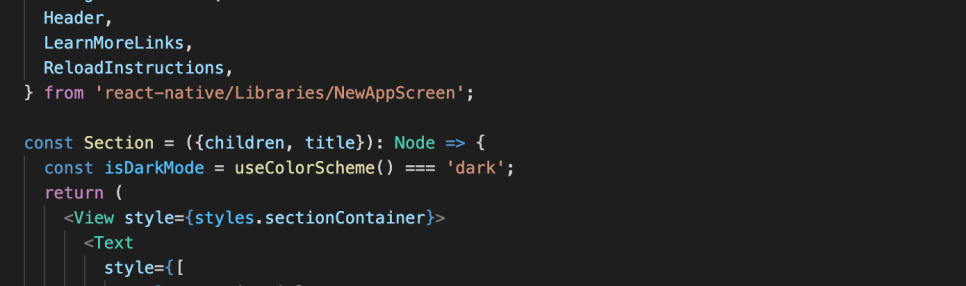 Header,
LearnMoreLinks,
ReloadInstructions,
} from 'react-native/Libraries/NewAppScreen';
const Section = ({children, title}): Node => {
const isDarkMode = useColorScheme() === 'dark';
return (
<View style={styles.sectionContainer}>
<Text
style={[